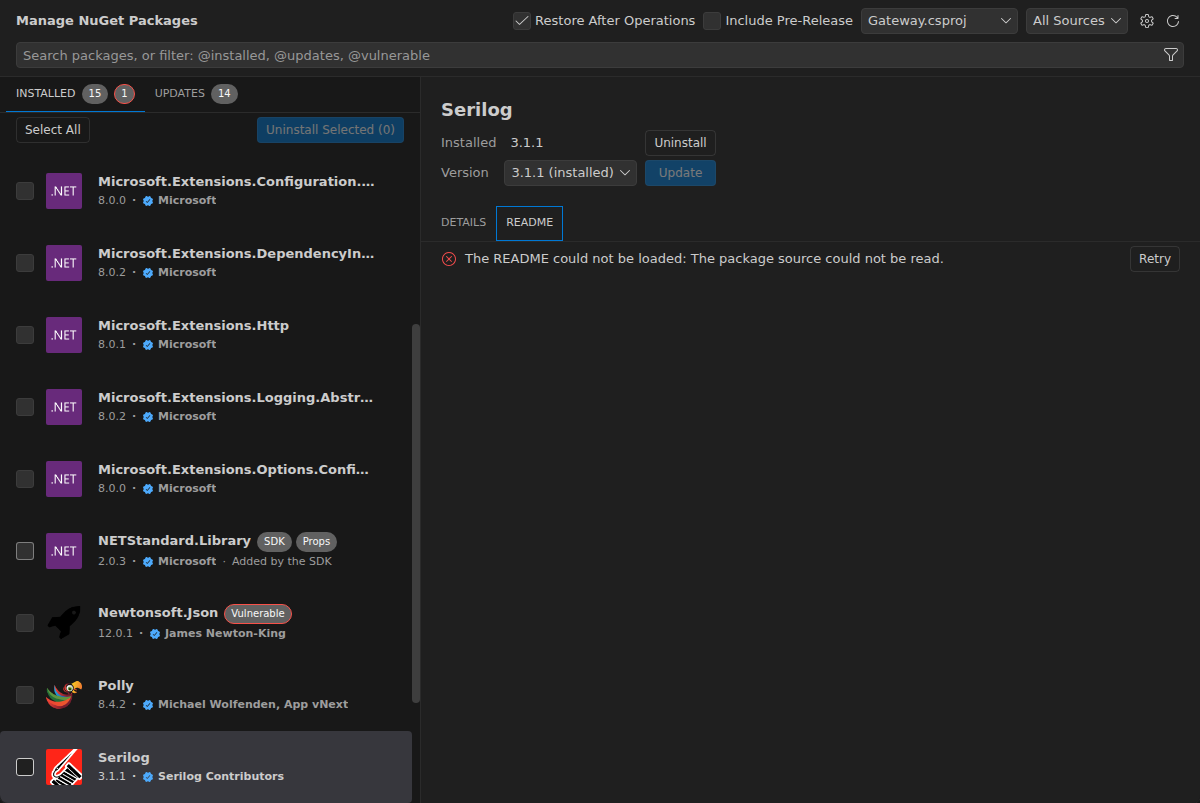 Manage NuGet Packages
Restore After Operations
Include Pre-Release
Gateway.csproj
All Sources
Search packages, or filter: @installed, @updates, @vulnerable
INSTALLED 15 1 UPDATES 14
Select All
Uninstall Selected (0)
.NET
Microsoft.Extensions.Configuration....
8.0.0 · Microsoft
.NET
Microsoft.Extensions.DependencyIn...
8.0.2 · Microsoft
.NET
Microsoft.Extensions.Http
8.0.1 · Microsoft
.NET
Microsoft.Extensions.Logging.Abstr...
8.0.2 · Microsoft
.NET
Microsoft.Extensions.Options.Confi...
8.0.0 · Microsoft
.NET
NETStandard.Library SDK Props
2.0.3 · Microsoft · Added by the SDK
Newtonsoft.Json Vulnerable
12.0.1 · James Newton-King
Polly
8.4.2 · Michael Wolfenden, App vNext
Serilog
3.1.1 · Serilog Contributors
Serilog
Installed 3.1.1 Uninstall
Version 3.1.1 (installed) Update
DETAILS README
The README could not be loaded: The package source could not be read.
Retry